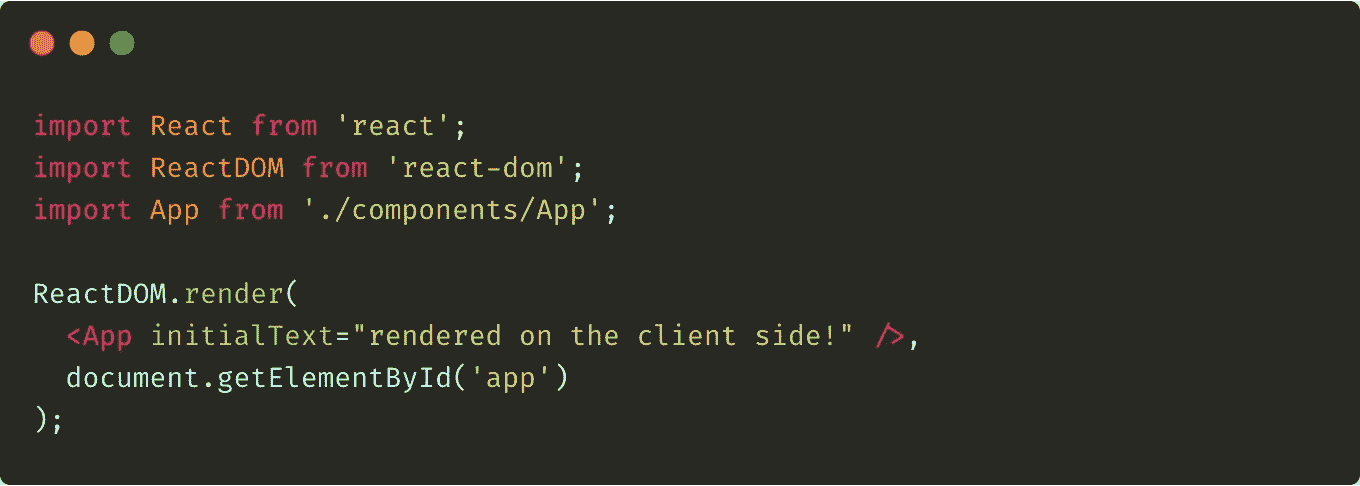 import React from 'react';
import ReactDOM from 'react-dom';
import App from './components/App';
ReactDOM.render(
<App initialText="rendered on the client side!" />,
document.getElementById('app')
);